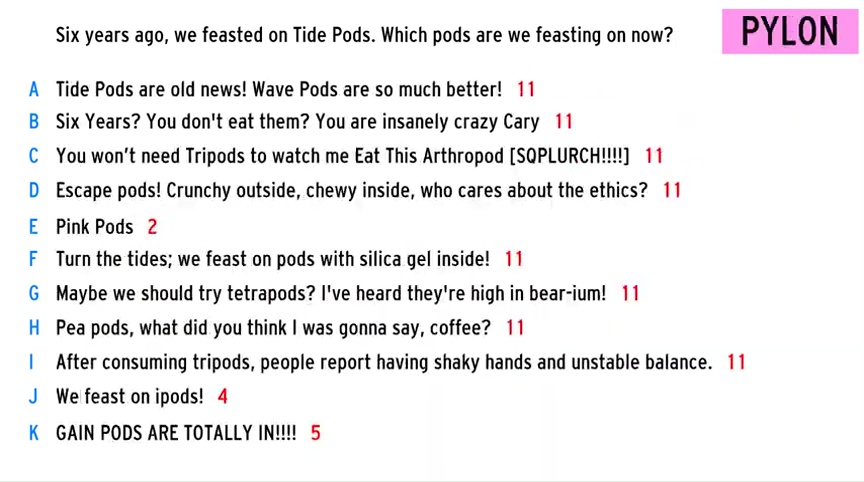 Six years ago, we feasted on Tide Pods. Which pods are we feasting on now?
PYLON
A Tide Pods are old news! Wave Pods are so much better! 11
B Six Years? You don't eat them? You are insanely crazy Cary 11
C You won't need Tripods to watch me Eat This Arthropod [SQPLURCH!!!!] 11
D Escape pods! Crunchy outside, chewy inside, who cares about the ethics? 11
E Pink Pods 2
F Turn the tides; we feast on pods with silica gel inside! 11
G Maybe we should try tetrapods? I've heard they're high in bear-ium! 11
H Pea pods, what did you think I was gonna say, coffee? 11
I After consuming tripods, people report having shaky hands and unstable balance. 11
J We feast on ipods! 4
K GAIN PODS ARE TOTALLY IN!!!! 5